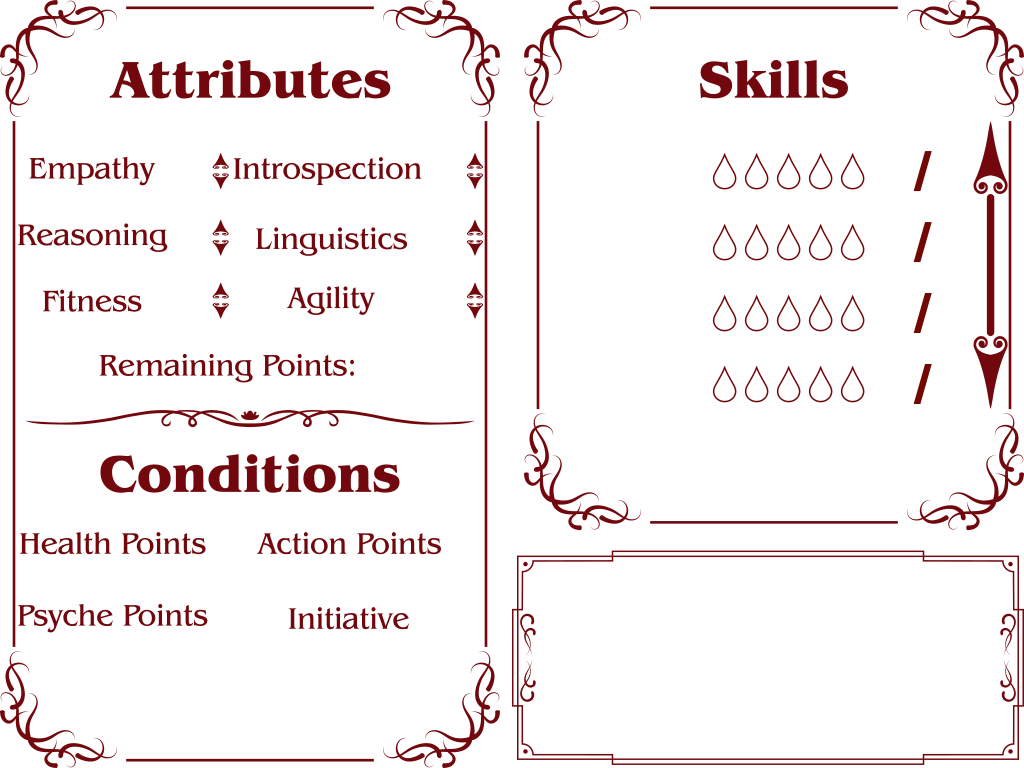 Attributes
Empathy Introspection
Reasoning Linguistics
Fitness Agility
Remaining Points:
Conditions
Health Points Action Points
Psyche Points Initiative
Skills
/
/
/
/